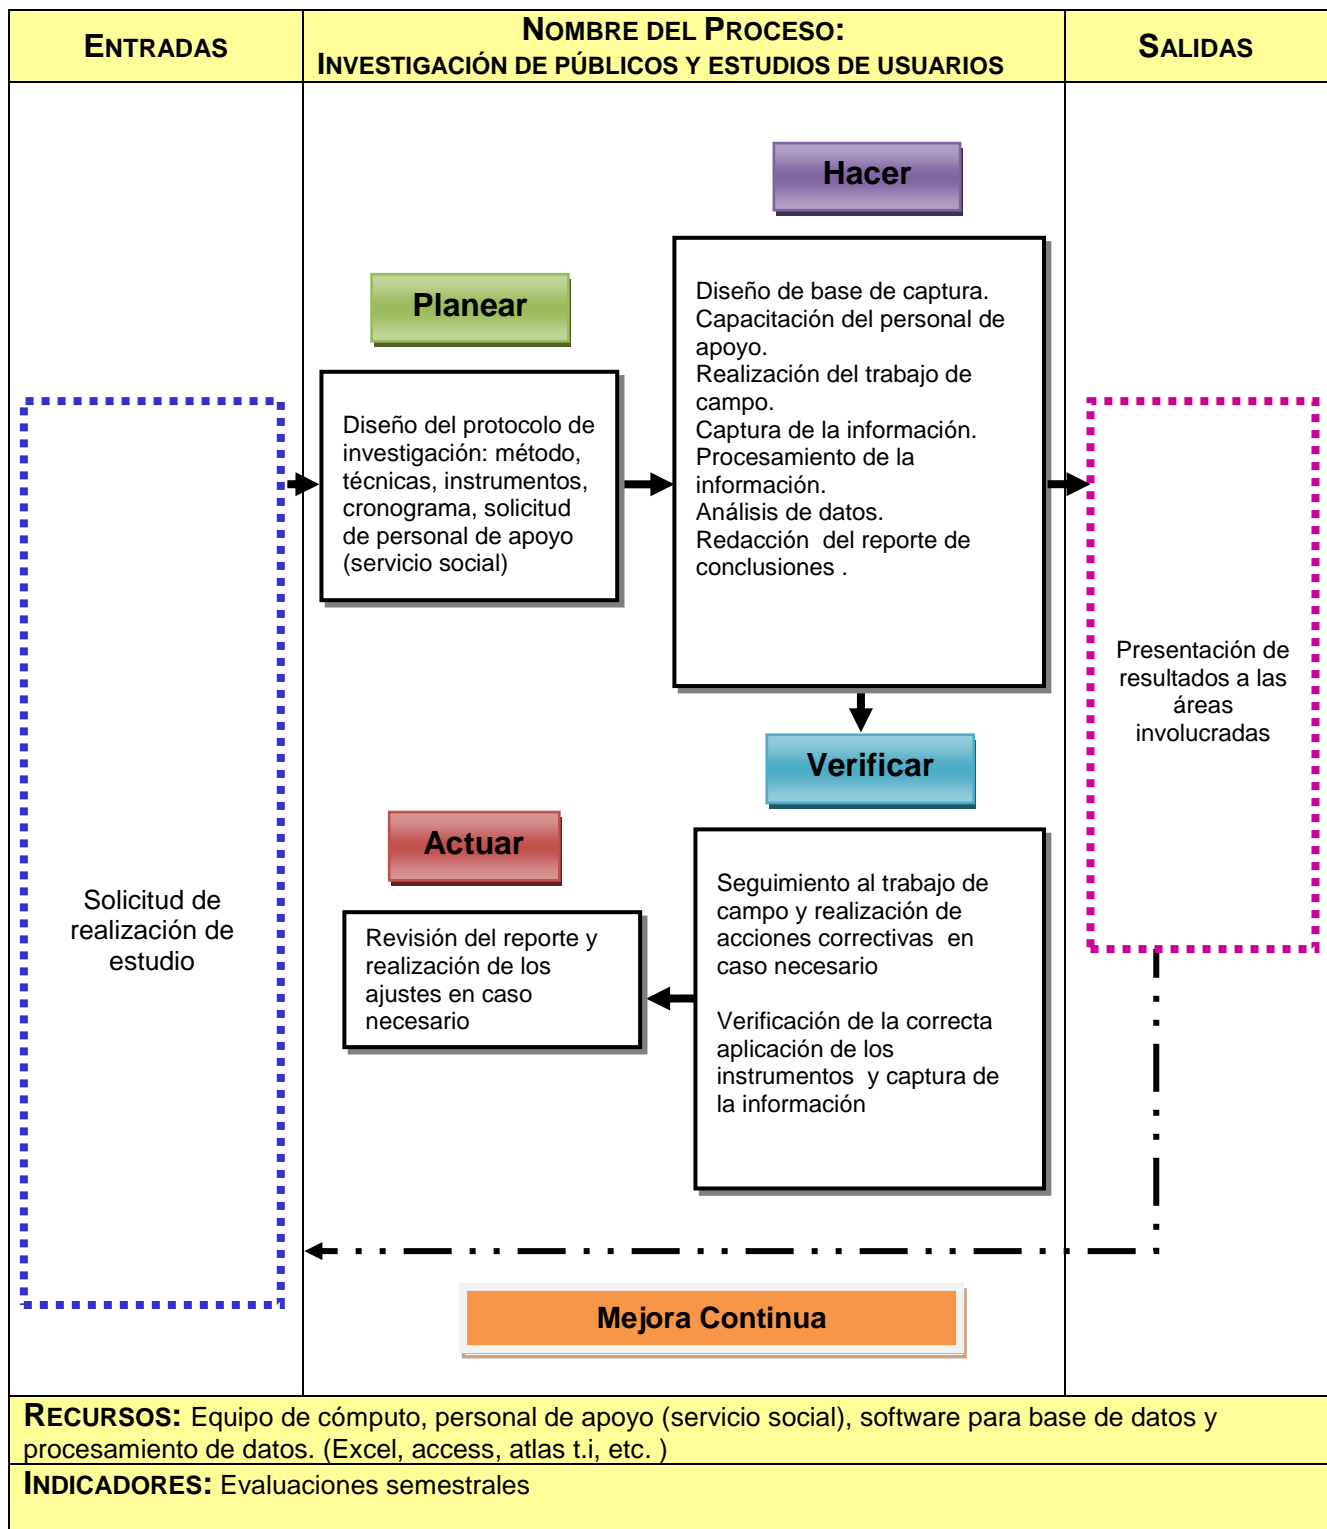 ENTRADAS
NOMBRE DEL PROCESO:
INVESTIGACIÓN DE PÚBLICOS Y ESTUDIOS DE USUARIOS
SALIDAS
Solicitud de
realización de
estudio
Planear
Diseño del protocolo de
investigación: método,
técnicas, instrumentos,
cronograma, solicitud
de personal de apoyo
(servicio social)
Hacer
Diseño de base de captura.
Capacitación del personal de
apoyo.
Realización del trabajo de
campo.
Captura de la información.
Procesamiento de la
información.
Análisis de datos.
Redacción  del reporte de
conclusiones .
Verificar
Seguimiento al trabajo de
campo y realización de
acciones correctivas  en
caso necesario
Verificación de la correcta
aplicación de los
instrumentos  y captura de
la información
Actuar
Revisión del reporte y
realización de los
ajustes en caso
necesario
Presentación de
resultados a las
áreas
involucradas
Mejora Continua
RECURSOS: Equipo de cómputo, personal de apoyo (servicio social), software para base de datos y
procesamiento de datos. (Excel, access, atlas t.i, etc. )
INDICADORES: Evaluaciones semestrales